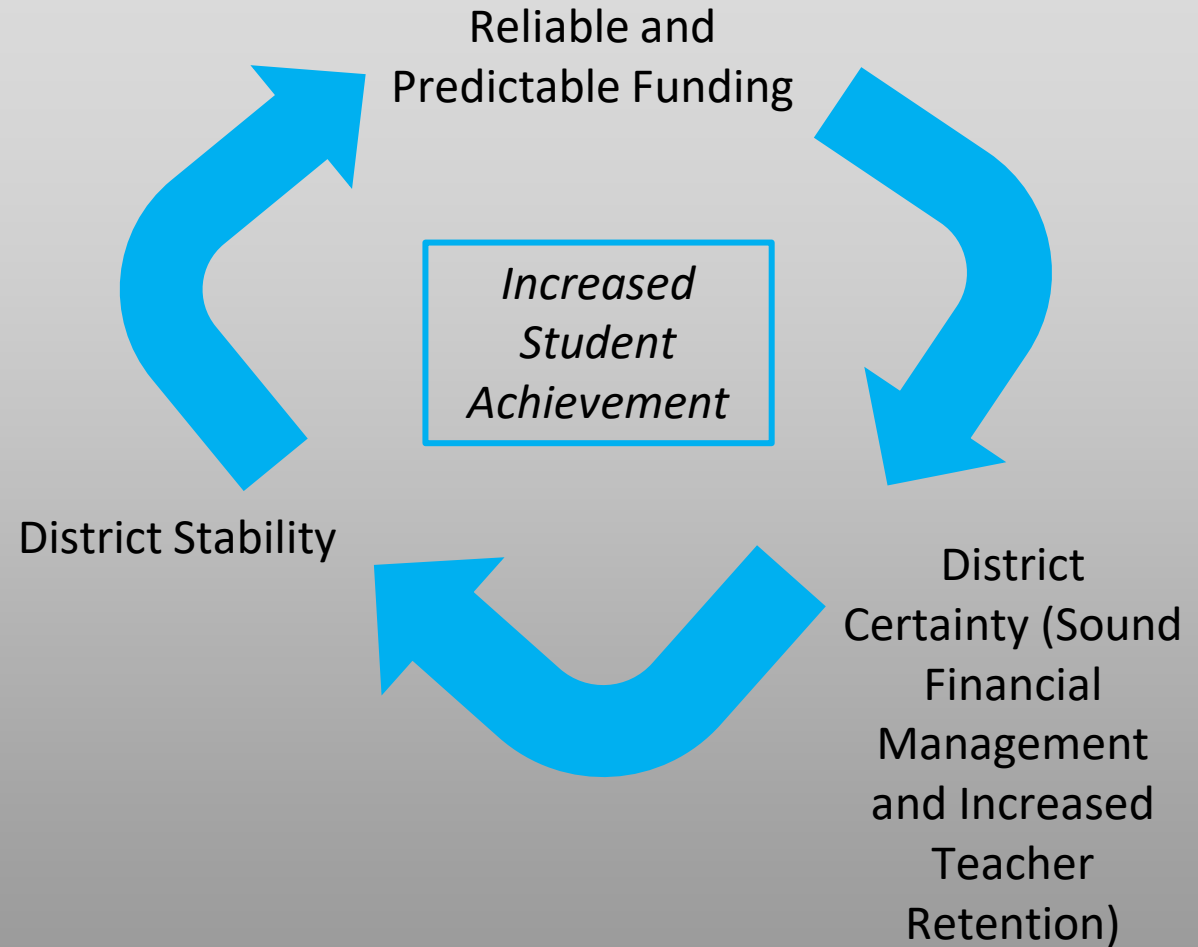 Reliable and
Predictable Funding
Increased
Student
Achievement
District Stability
District
Certainty (Sound
Financial
Management
and Increased
Teacher
Retention)